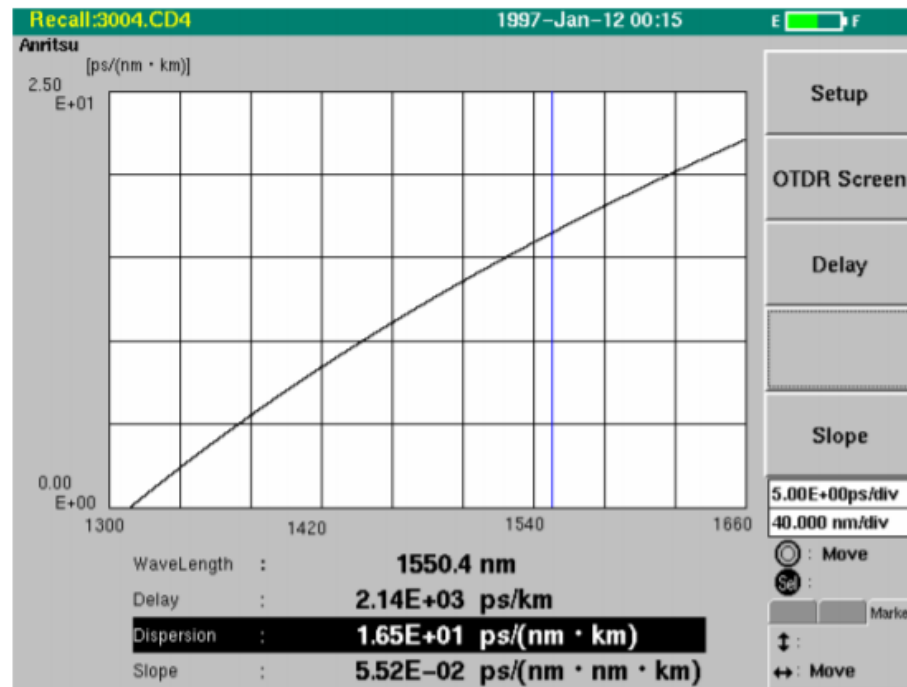 Recall:3004.CD4 1997-Jan-12 00:15 E F
Anritsu
[ps/(nm・km)]
2.50
E+01
0.00
E+00
1300 1420 1540 1660
WaveLength : 1550.4 nm
Delay : 2.14E+03 ps/km
Dispersion : 1.65E+01 ps/(nm・km)
Slope : 5.52E-02 ps/(nm・nm・km)
Setup
OTDR Screen
Delay
Slope
5.00E+00ps/div
40.000 nm/div
: Move
Sel :
Marke
:
: Move